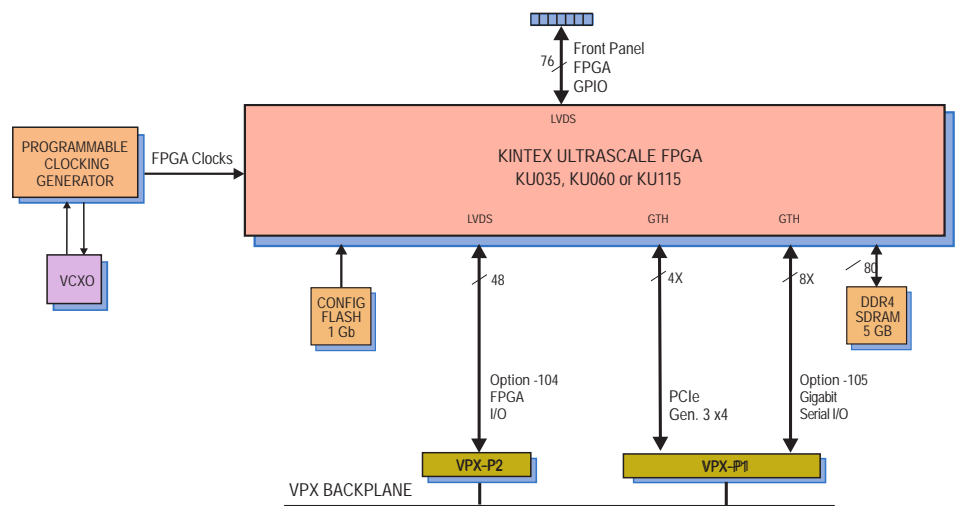 76
Front Panel
FPGA
GPIO
LVDS
KINTEX ULTRASCALE FPGA
KU035, KU060 or KU115
LVDS
GTH
GTH
PROGRAMMABLE
CLOCKING
GENERATOR
FPGA Clocks
VCXO
CONFIG
FLASH
1 Gb
48
4X
8X
80
DDR4
SDRAM
5 GB
Option -104
FPGA
I/O
PCIe
Gen. 3 x4
Option -105
Gigabit
Serial I/O
VPX-P2
VPX-P1
VPX BACKPLANE